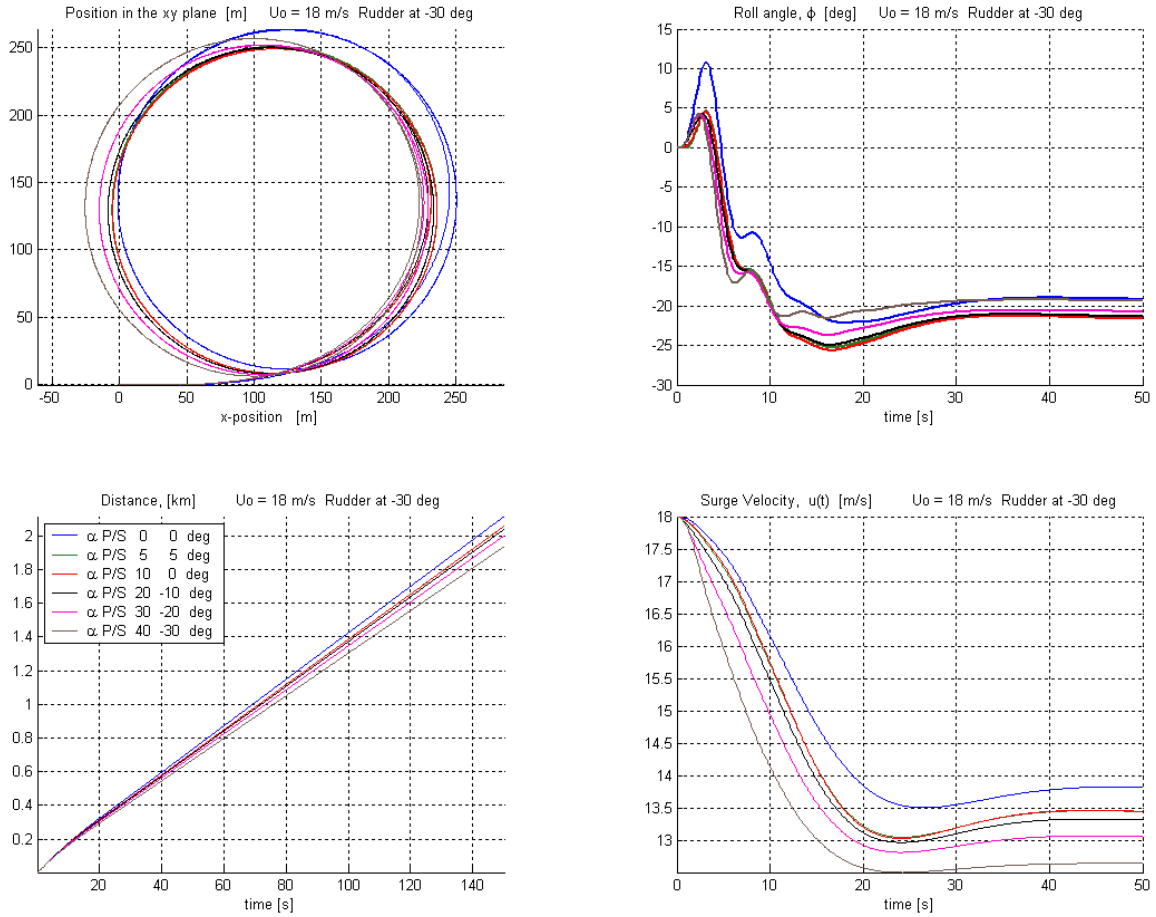 Position in the xy plane [m] Uo = 18 m/s Rudder at -30 deg
250
200
150
100
50
0
-50 0 50 100 150 200 250
x-position [m]
Roll angle, ϕ [deg] Uo = 18 m/s Rudder at -30 deg
15
10
5
0
-5
-10
-15
-20
-25
-30
0 10 20 30 40 50
time [s]
Distance, [km] Uo = 18 m/s Rudder at -30 deg
2
1.8
1.6
1.4
1.2
1
0.8
0.6
0.4
0.2
α P/S 0 0 deg
α P/S 5 5 deg
α P/S 10 0 deg
α P/S 20 -10 deg
α P/S 30 -20 deg
α P/S 40 -30 deg
20 40 60 80 100 120 140
time [s]
Surge Velocity, u(t) [m/s] Uo = 18 m/s Rudder at -30 deg
18
17.5
17
16.5
16
15.5
15
14.5
14
13.5
13
0 10 20 30 40 50
time [s]